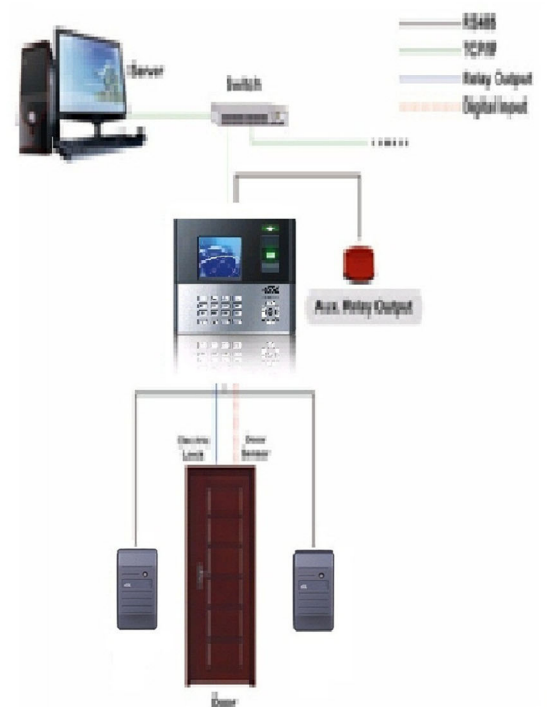 RS485
TCP/IP
Relay Output
Digital Input
Server
Switch
Aux. Relay Output
Electric
Lock
Door
Sensor
Door